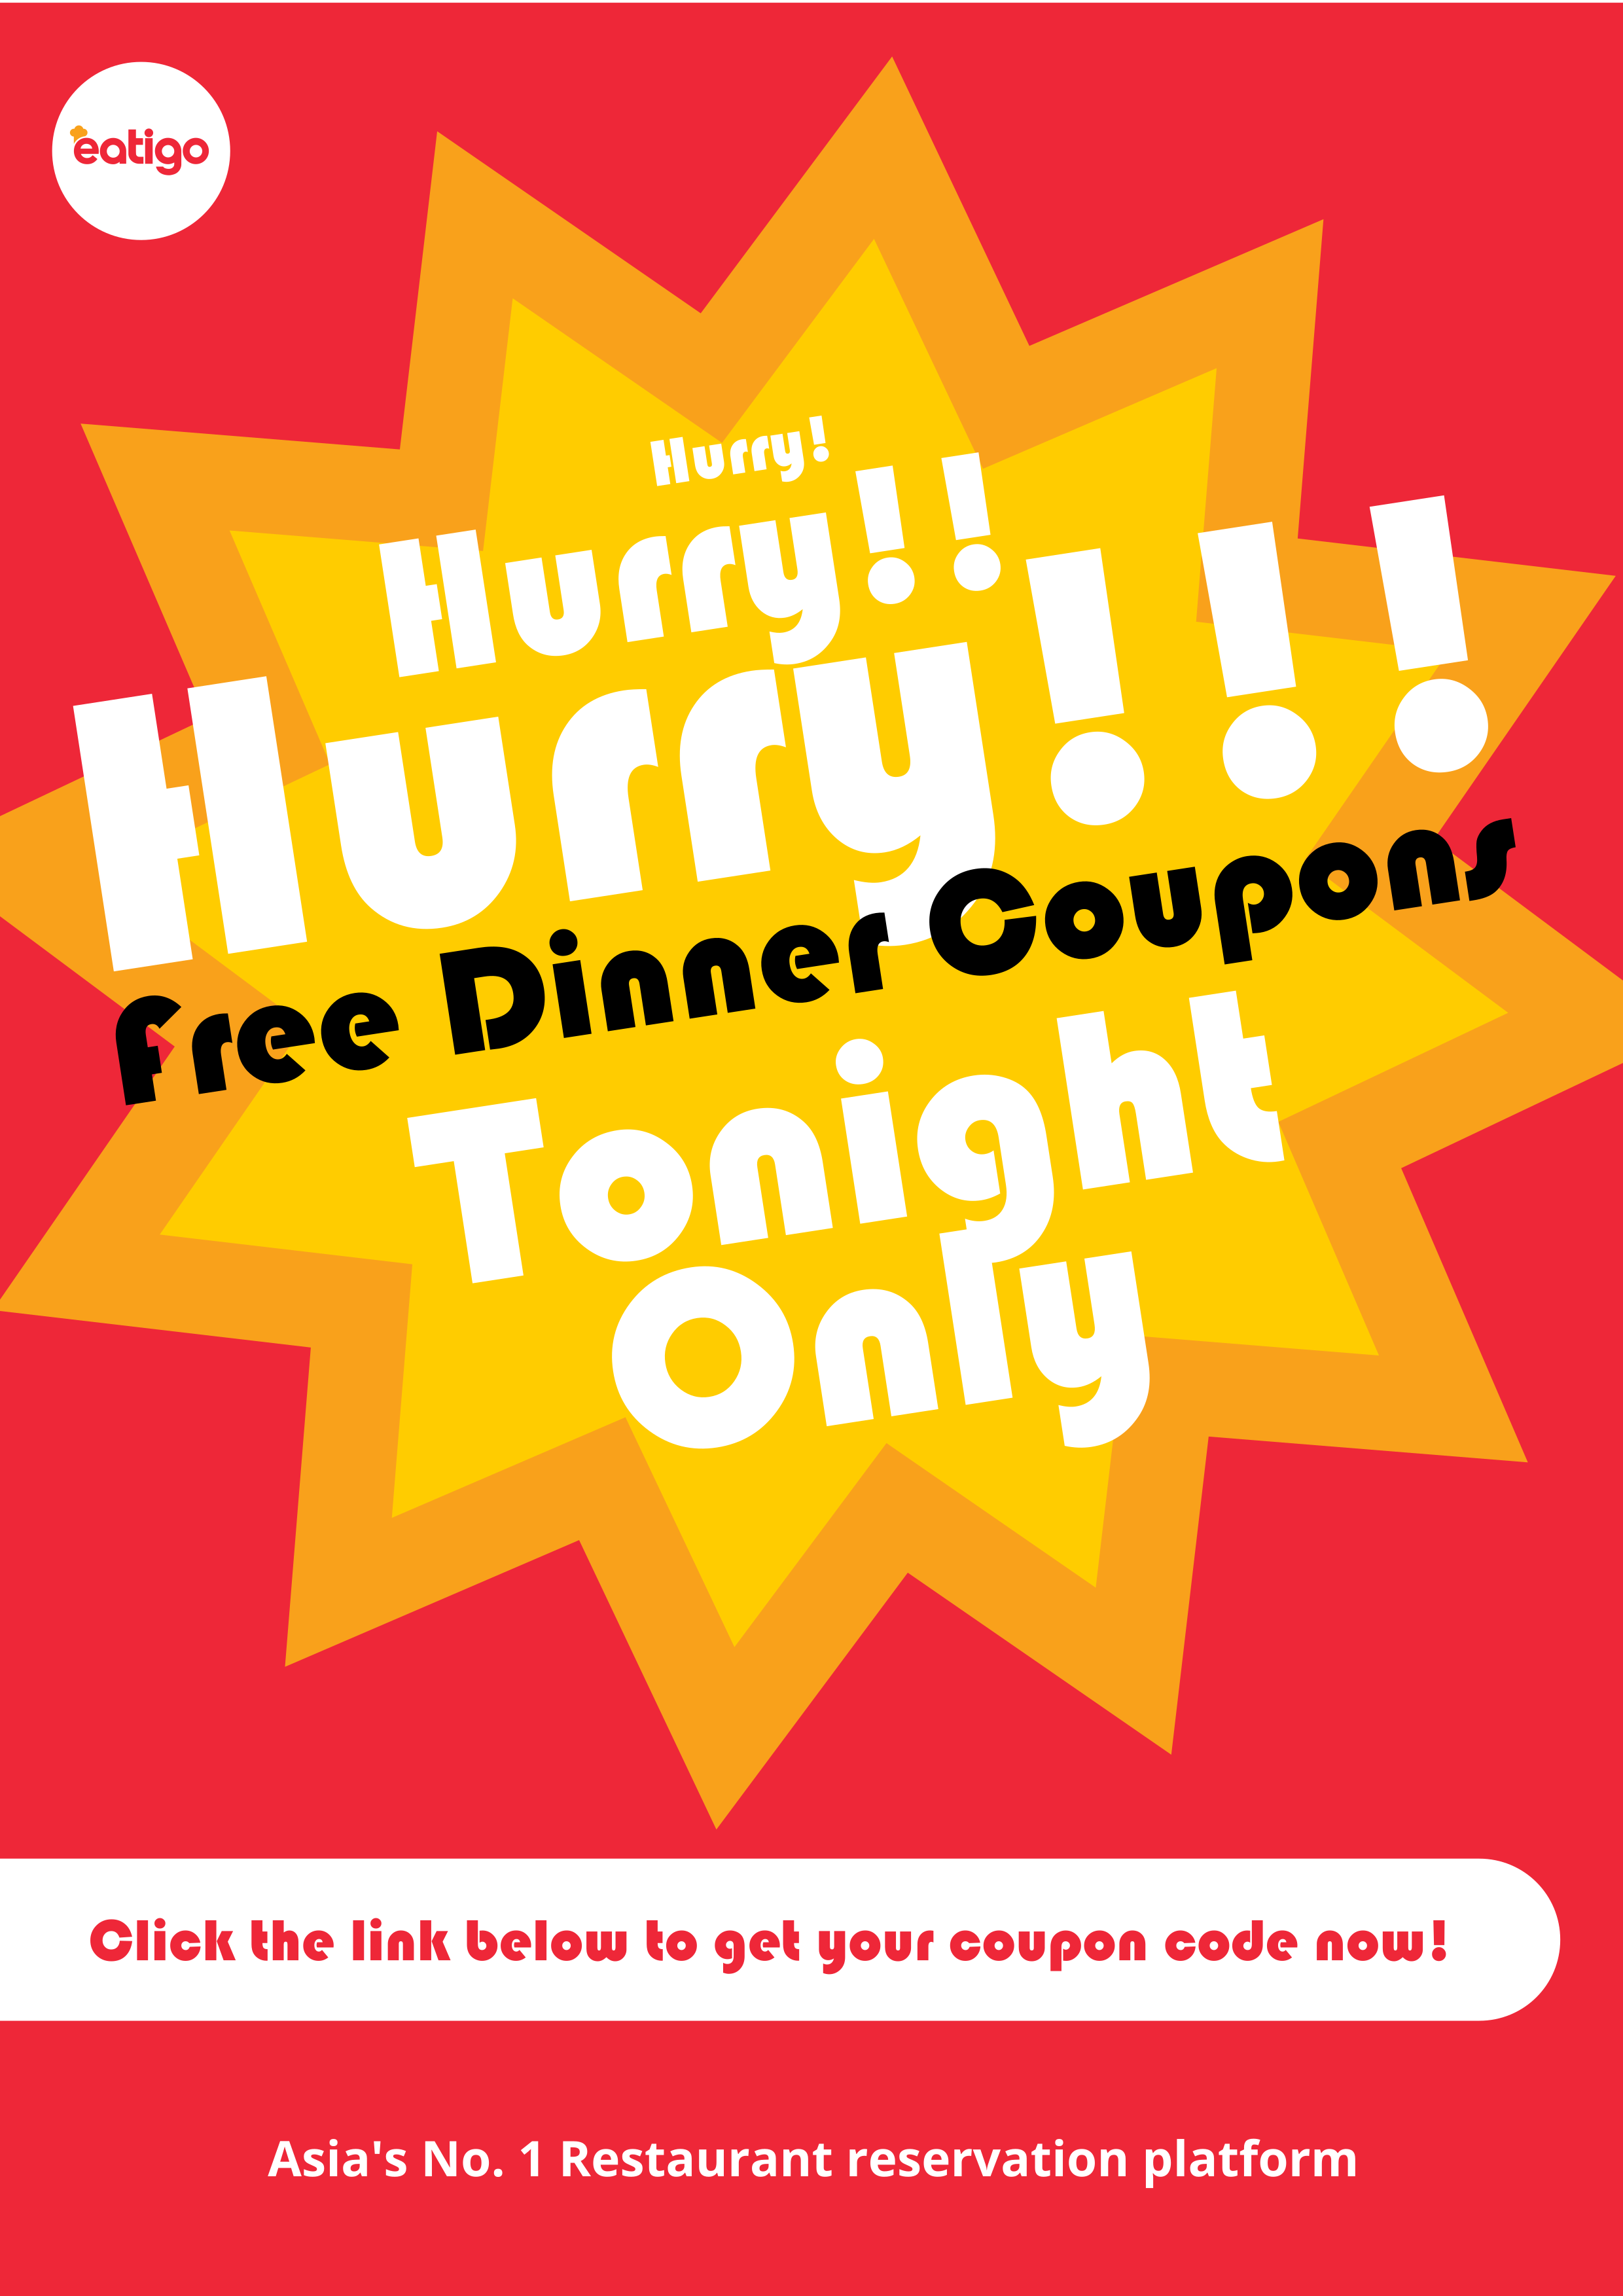 eatigo
Hurry!
Hurry!!
Hurry!!!
Free Dinner Coupons
Tonight
Only
Click the link below to get your coupon code now!
Asia's No. 1 Restaurant reservation platform